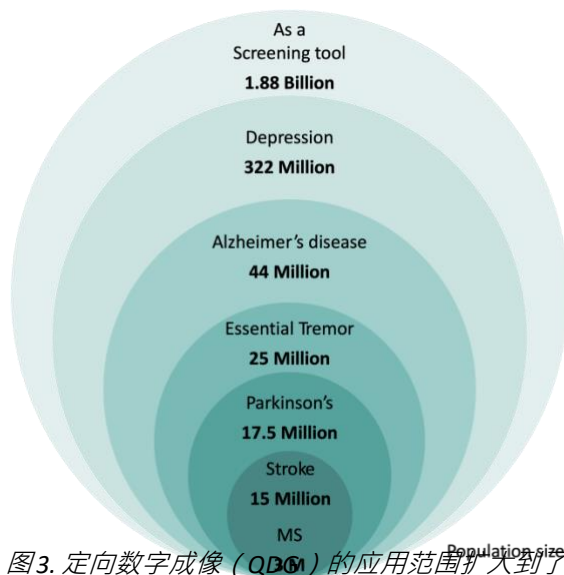 As a
Screening tool
1.88 Billion
Depression
322 Million
Alzheimer's disease
44 Million
Essential Tremor
25 Million
Parkinson's
17.5 Million
Stroke
15 Million
MS
3 M
Population size
图3. 定向数字成像（QDG）的应用范围扩大到了